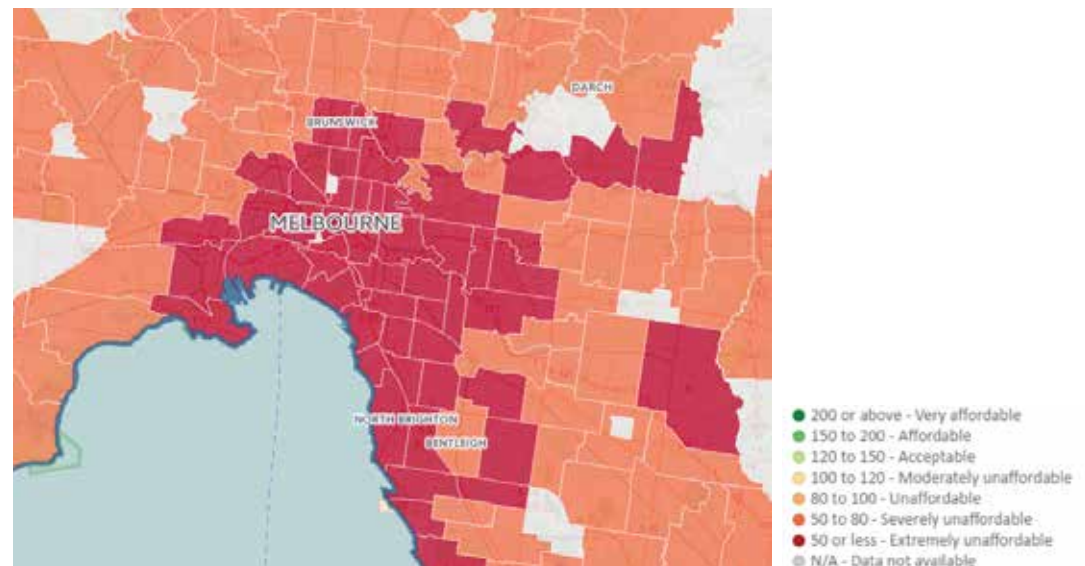 DARCH
BRUNSWICK
MELBOURNE
NORTH BRIGHTON
BENTLEIGH
200 or above - Very affordable
150 to 200 - Affordable
120 to 150 - Acceptable
100 to 120 - Moderately unaffordable
80 to 100 - Unaffordable
50 to 80 - Severely unaffordable
50 or less - Extremely unaffordable
N/A - Data not available